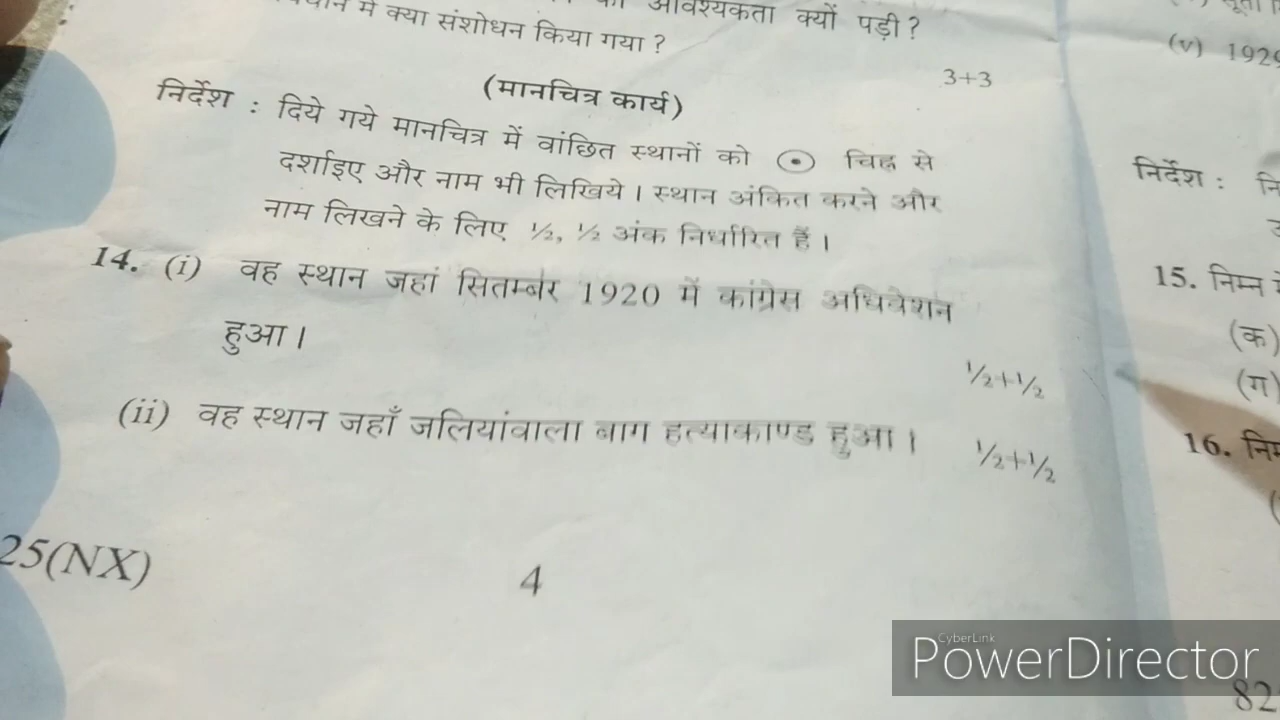 आवश्यकता क्यों पड़ी ?
में क्या संशोधन किया गया ?
3+3
(मानचित्र कार्य)
निर्देश : दिये गये मानचित्र में वांछित स्थानों को ⊙ चिह्न से
दर्शाइए और नाम भी लिखिये । स्थान अंकित करने और
नाम लिखने के लिए ½, ½ अंक निर्धारित हैं ।
14. (i) वह स्थान जहां सितम्बर 1920 में कांग्रेस अधिवेशन
हुआ ।
½+½
(ii) वह स्थान जहाँ जलियांवाला बाग हत्याकाण्ड हुआ ।
½+½
25(NX)
4
(v) 1929
निर्देश :
15. निम्न
(क)
(ग)
16.
82
CyberLink
PowerDirector